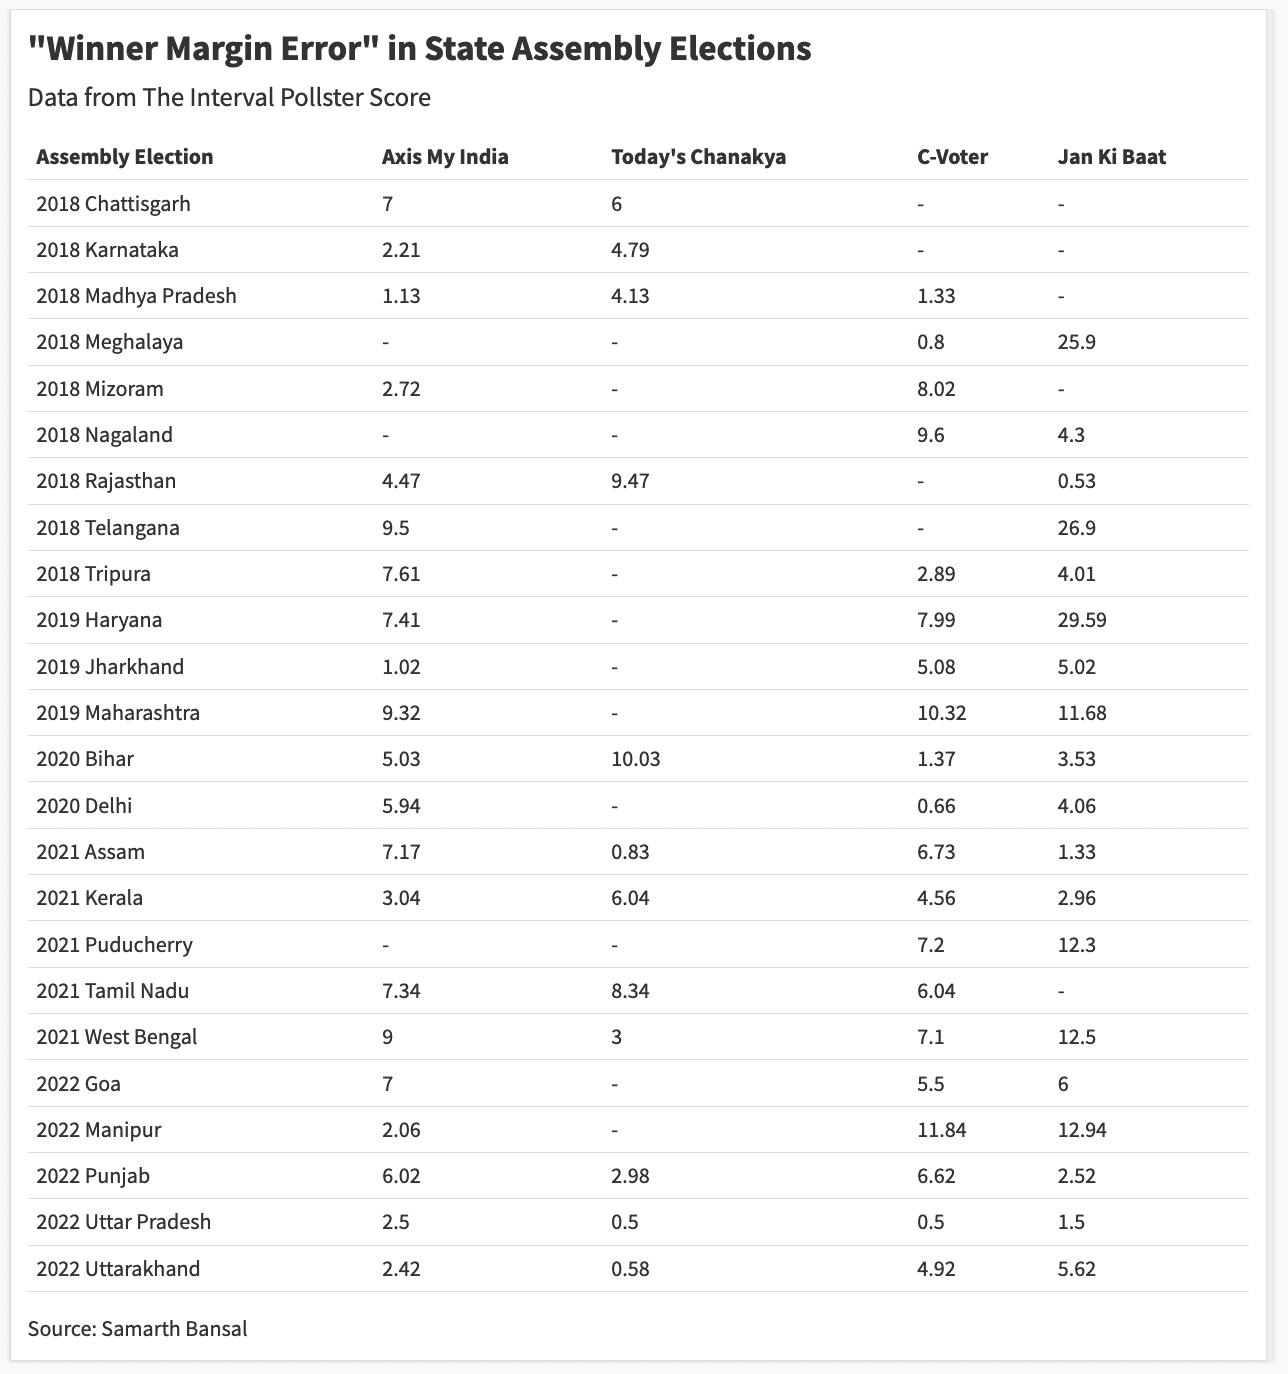 "Winner Margin Error" in State Assembly Elections
Data from The Interval Pollster Score
Assembly Election Axis My India Today's Chanakya C-Voter Jan Ki Baat
2018 Chattisgarh 7 6 - -
2018 Karnataka 2.21 4.79 - -
2018 Madhya Pradesh 1.13 4.13 1.33 -
2018 Meghalaya - - 0.8 25.9
2018 Mizoram 2.72 - 8.02 -
2018 Nagaland - - 9.6 4.3
2018 Rajasthan 4.47 9.47 - 0.53
2018 Telangana 9.5 - - 26.9
2018 Tripura 7.61 - 2.89 4.01
2019 Haryana 7.41 - 7.99 29.59
2019 Jharkhand 1.02 - 5.08 5.02
2019 Maharashtra 9.32 - 10.32 11.68
2020 Bihar 5.03 10.03 1.37 3.53
2020 Delhi 5.94 - 0.66 4.06
2021 Assam 7.17 0.83 6.73 1.33
2021 Kerala 3.04 6.04 4.56 2.96
2021 Puducherry - - 7.2 12.3
2021 Tamil Nadu 7.34 8.34 6.04 -
2021 West Bengal 9 3 7.1 12.5
2022 Goa 7 - 5.5 6
2022 Manipur 2.06 - 11.84 12.94
2022 Punjab 6.02 2.98 6.62 2.52
2022 Uttar Pradesh 2.5 0.5 0.5 1.5
2022 Uttarakhand 2.42 0.58 4.92 5.62
Source: Samarth Bansal